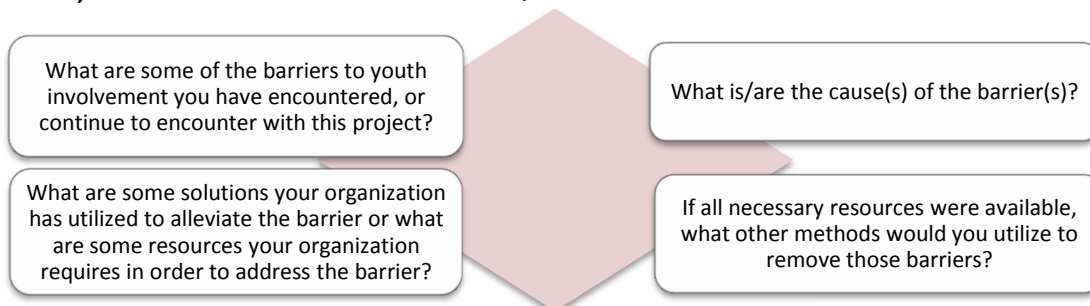 What are some of the barriers to youth
involvement you have encountered, or
continue to encounter with this project?
What is/are the cause(s) of the barrier(s)?
What are some solutions your organization
has utilized to alleviate the barrier or what
are some resources your organization
requires in order to address the barrier?
If all necessary resources were available,
what other methods would you utilize to
remove those barriers?